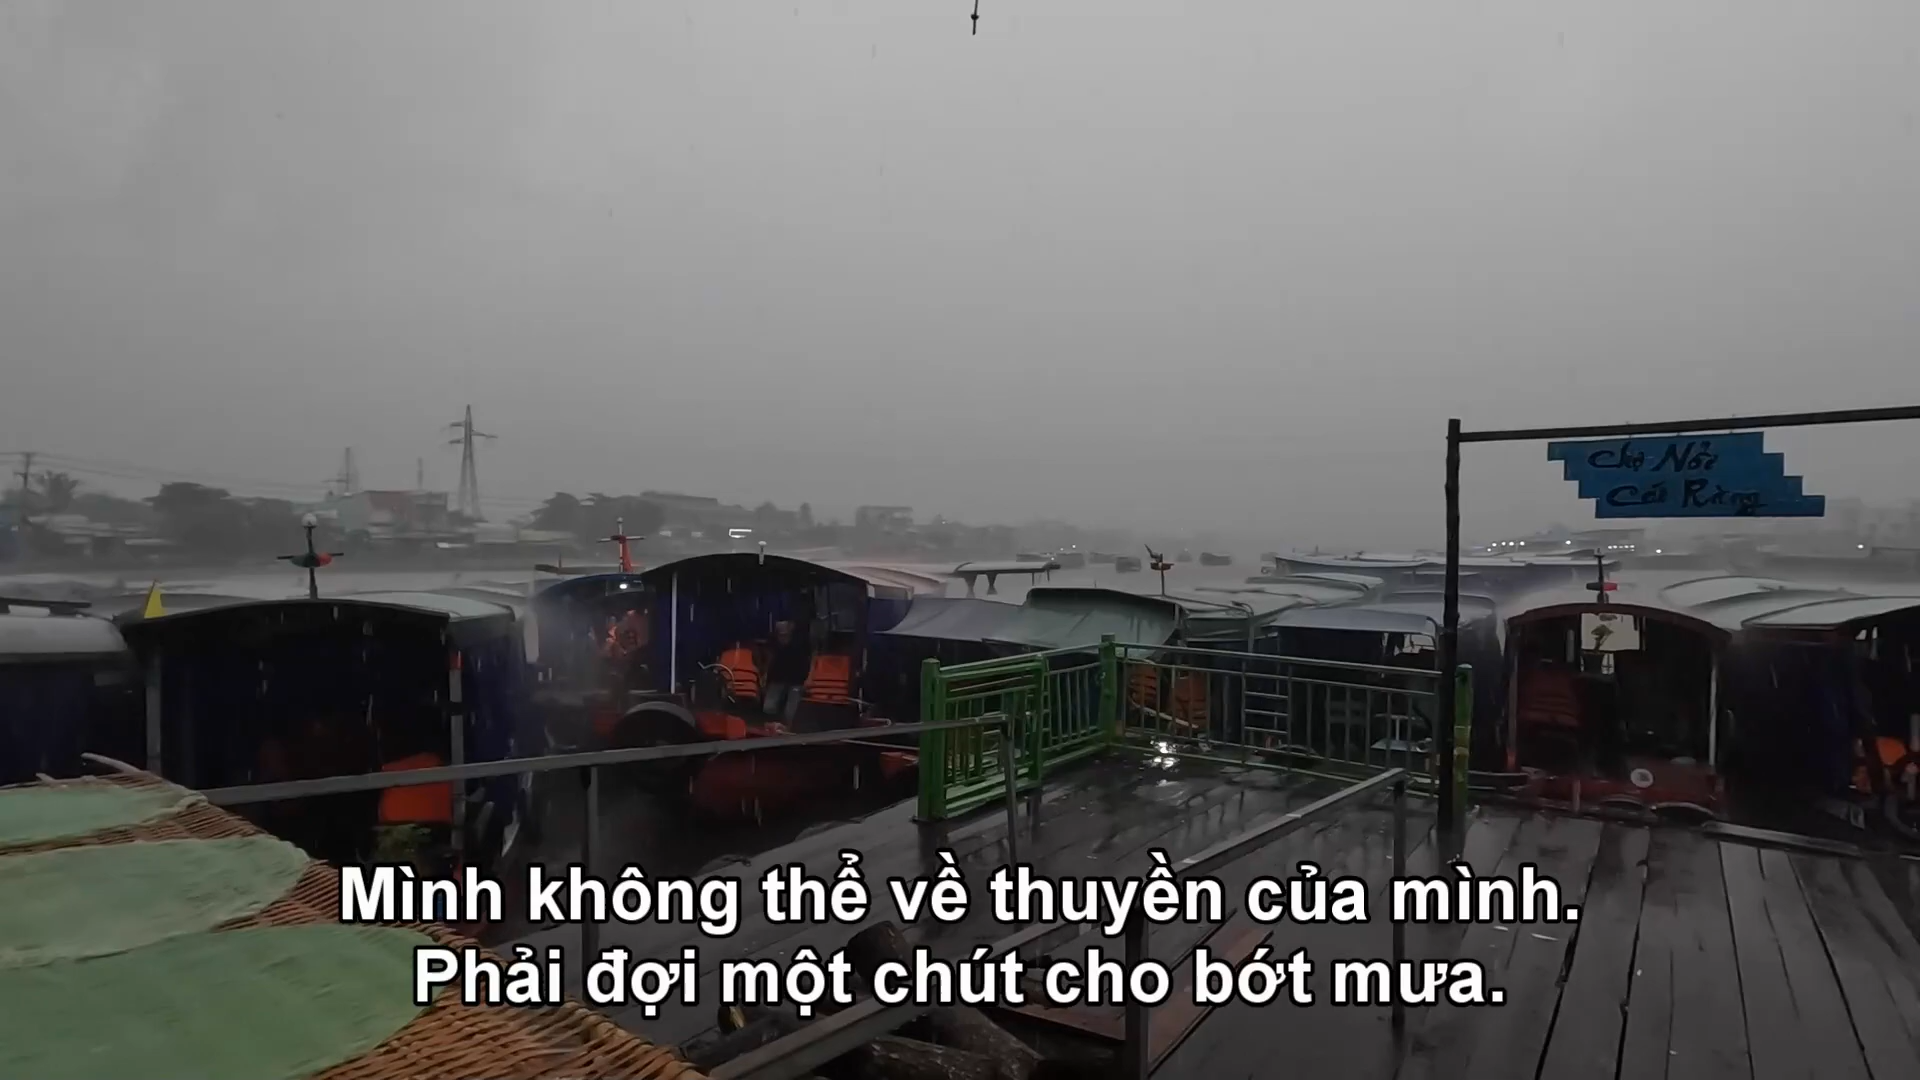 Chợ Nổi
Cái Răng
Mình không thể về thuyền của mình.
Phải đợi một chút cho bớt mưa.